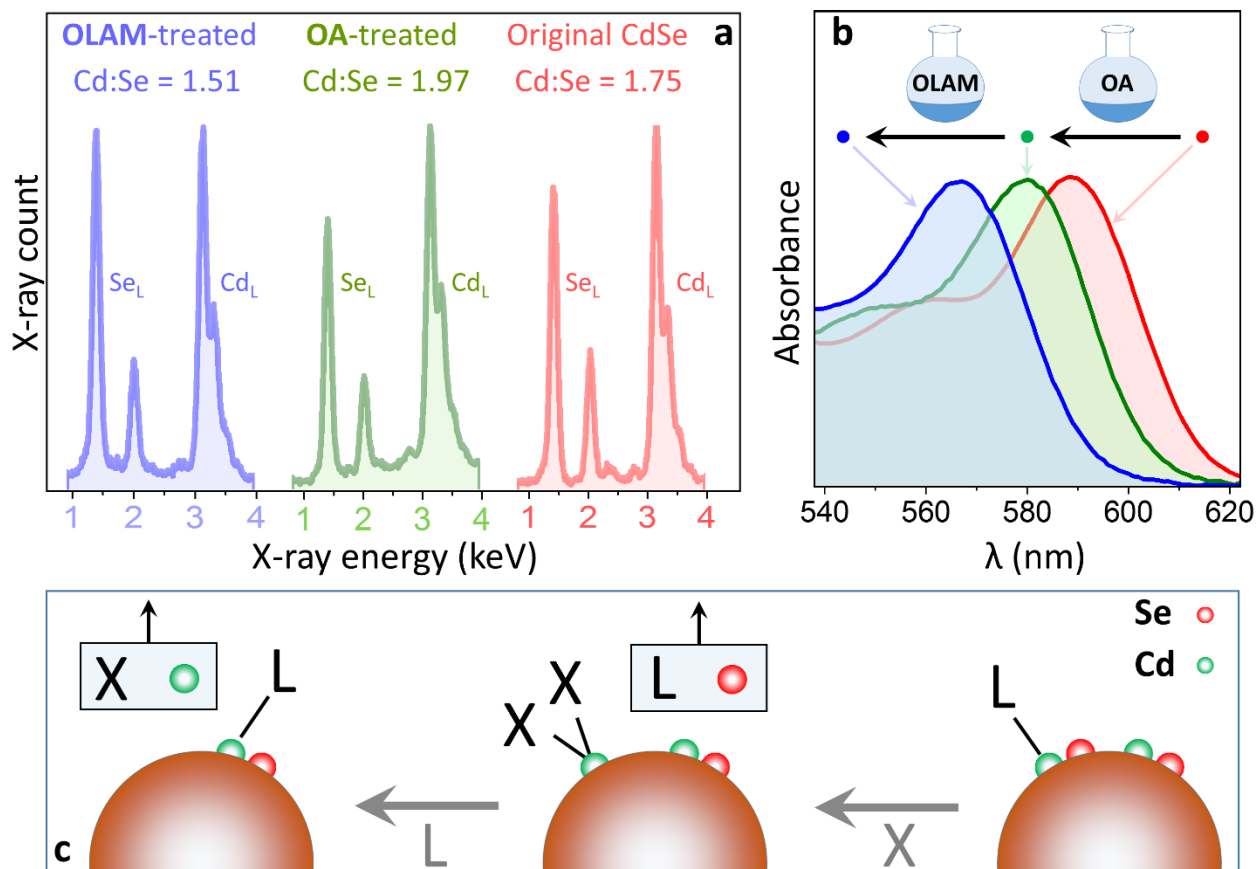 OLAM-treated
Cd:Se = 1.51
OA-treated
Cd:Se = 1.97
Original CdSe
Cd:Se = 1.75
a
X-ray count
SeL
CdL
SeL
CdL
SeL
CdL
1 2 3 4
1 2 3 4
1 2 3 4
X-ray energy (keV)
b
OLAM
OA
Absorbance
540 560 580 600 620
λ (nm)
X
L
X
X
L
L
Se
Cd
L
X
c